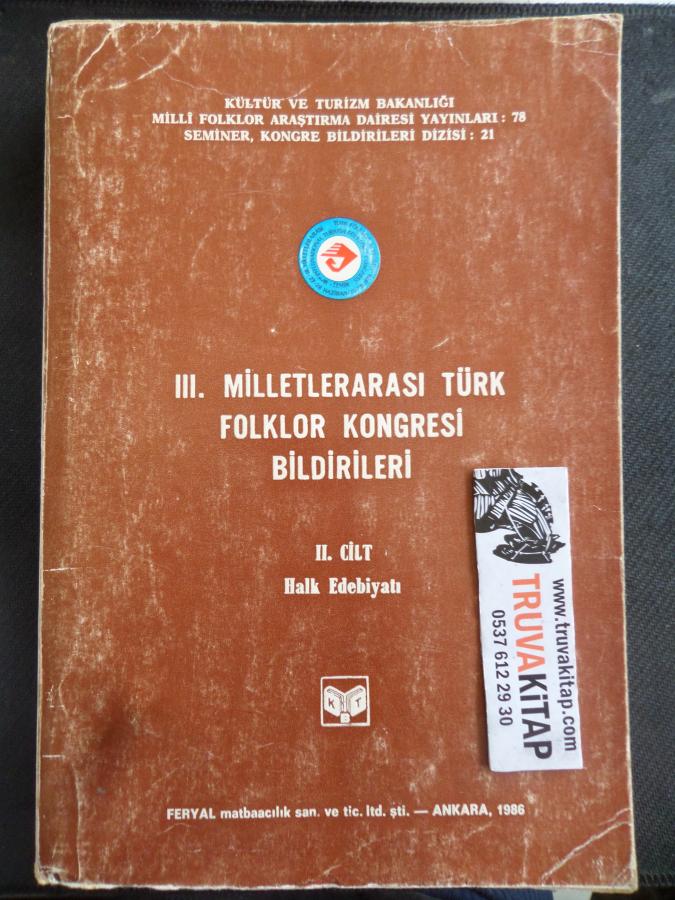 KÜLTÜR VE TURİZM BAKANLIĞI
MİLLÎ FOLKLOR ARAŞTIRMA DAİRESİ YAYINLARI : 78
SEMİNER, KONGRE BİLDİRİLERİ DİZİSİ : 21
III. MİLLETLERARASI TÜRK
FOLKLOR KONGRESİ
BİLDİRİLERİ
II. CİLT
Halk Edebiyatı
K B T
FERYAL matbaacılık san. ve tic. ltd. şti. — ANKARA, 1986
www.truvakitap.com
TRUVAKİTAP
0537 612 29 30